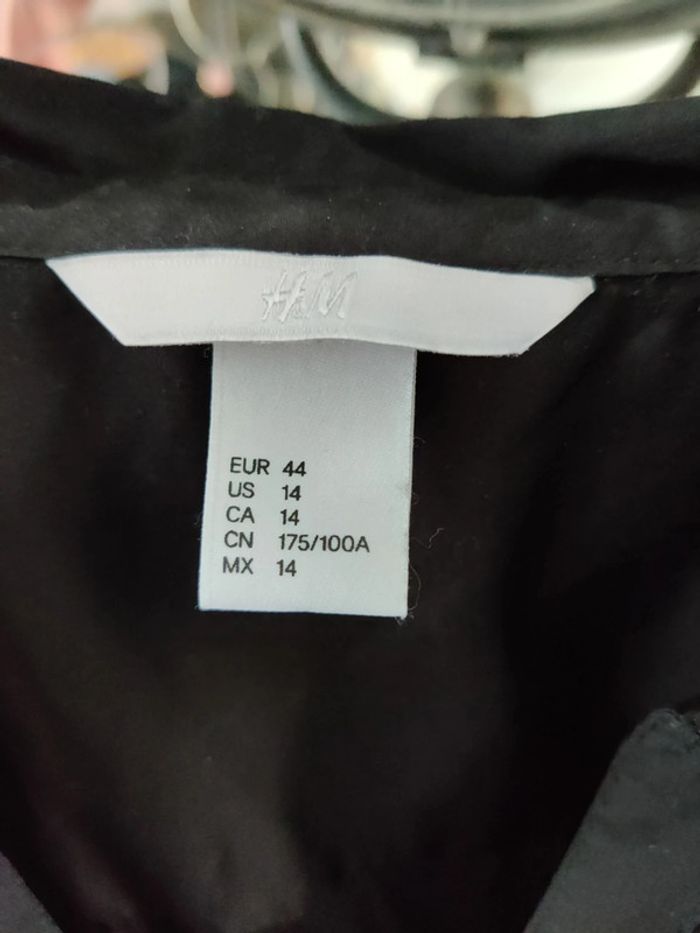 H&M
EUR 44
US 14
CA 14
CN 175/100A
MX 14